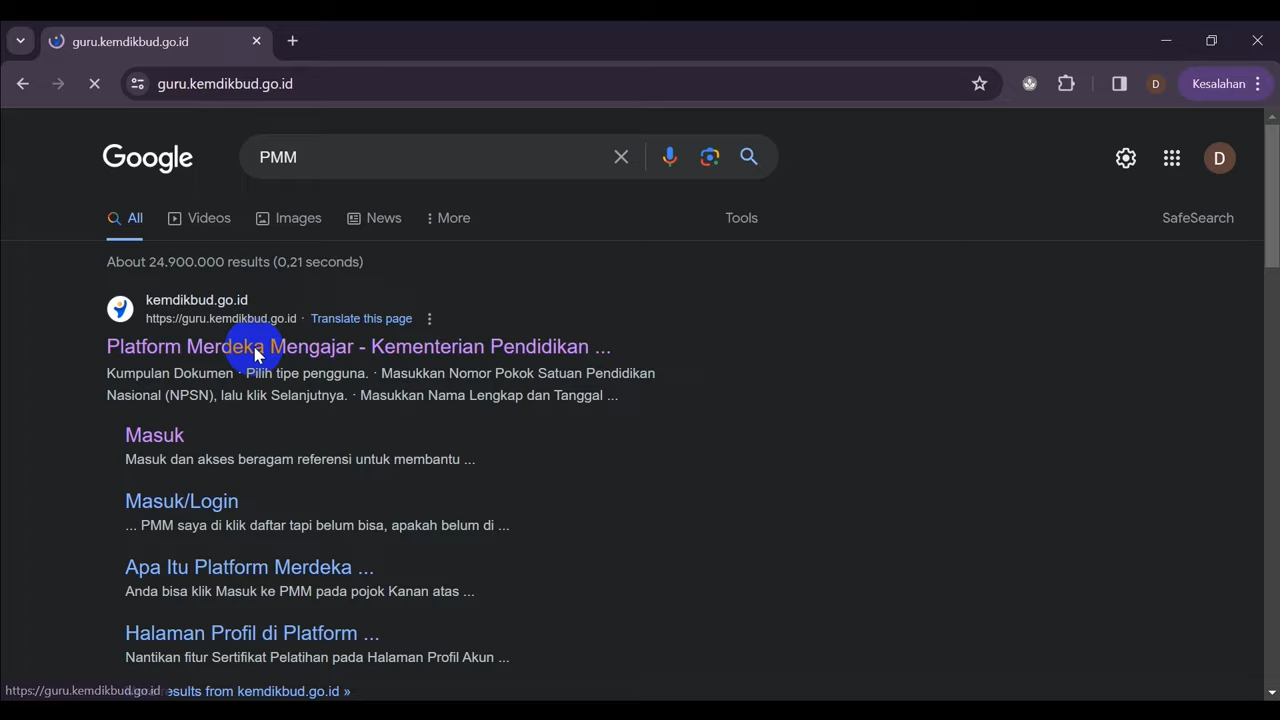 guru.kemdikbud.go.id
guru.kemdikbud.go.id
D
Kesalahan
Google
PMM
D
All
Videos
Images
News
More
Tools
SafeSearch
About 24.900.000 results (0,21 seconds)
kemdikbud.go.id
https://guru.kemdikbud.go.id · Translate this page
Platform Merdeka Mengajar - Kementerian Pendidikan ...
Kumpulan Dokumen · Pilih tipe pengguna. · Masukkan Nomor Pokok Satuan Pendidikan
Nasional (NPSN), lalu klik Selanjutnya. · Masukkan Nama Lengkap dan Tanggal ...
Masuk
Masuk dan akses beragam referensi untuk membantu ...
Masuk/Login
... PMM saya di klik daftar tapi belum bisa, apakah belum di ...
Apa Itu Platform Merdeka ...
Anda bisa klik Masuk ke PMM pada pojok Kanan atas ...
Halaman Profil di Platform ...
Nantikan fitur Sertifikat Pelatihan pada Halaman Profil Akun ...
https://guru.kemdikbud.go.id
esults from kemdikbud.go.id »